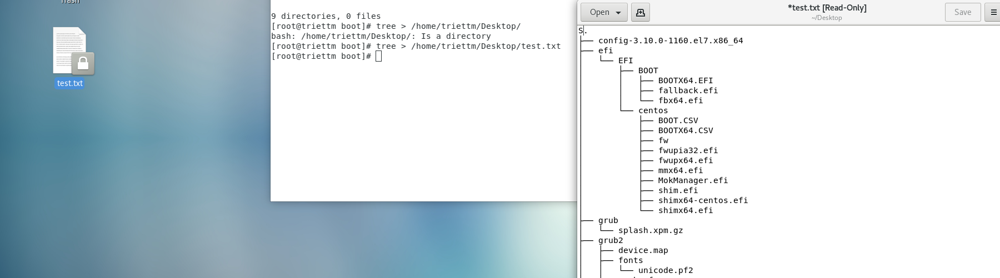 Trash
test.txt
9 directories, 0 files
[root@triettm boot]# tree > /home/triettm/Desktop/
bash: /home/triettm/Desktop/: Is a directory
[root@triettm boot]# tree > /home/triettm/Desktop/test.txt
[root@triettm boot]#
Open
*test.txt [Read-Only]
~/Desktop
Save
S.
├── config-3.10.0-1160.el7.x86_64
├── efi
│   └── EFI
│       ├── BOOT
│       │   ├── BOOTX64.EFI
│       │   ├── fallback.efi
│       │   └── fbx64.efi
│       └── centos
│           ├── BOOT.CSV
│           ├── BOOTX64.CSV
│           ├── fw
│           ├── fwupia32.efi
│           ├── fwupx64.efi
│           ├── mmx64.efi
│           ├── MokManager.efi
│           ├── shim.efi
│           ├── shimx64-centos.efi
│           └── shimx64.efi
├── grub
│   └── splash.xpm.gz
├── grub2
│   ├── device.map
│   ├── fonts
│   │   └── unicode.pf2